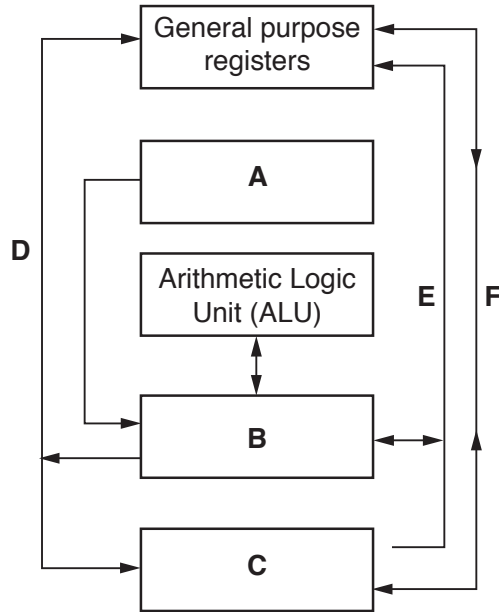 General purpose
registers
A
D
Arithmetic Logic
Unit (ALU)
E
F
B
C